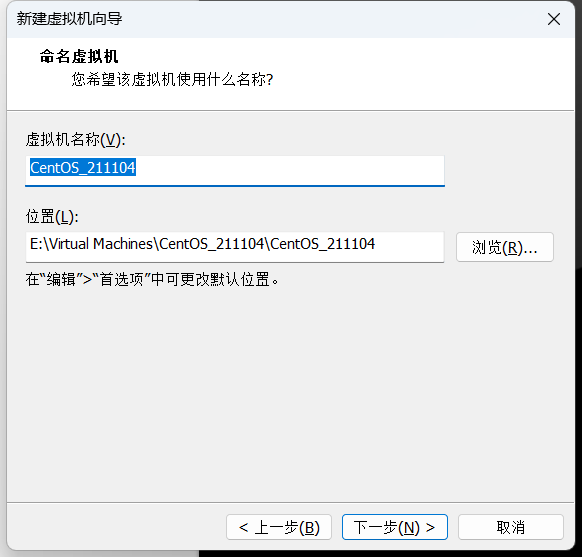 新建虚拟机向导
命名虚拟机
您希望该虚拟机使用什么名称?
虚拟机名称(V):
CentOS_211104
位置(L):
E:\Virtual Machines\CentOS_211104\CentOS_211104
浏览(R)...
在“编辑”>“首选项”中可更改默认位置。
< 上一步(B)
下一步(N) >
取消